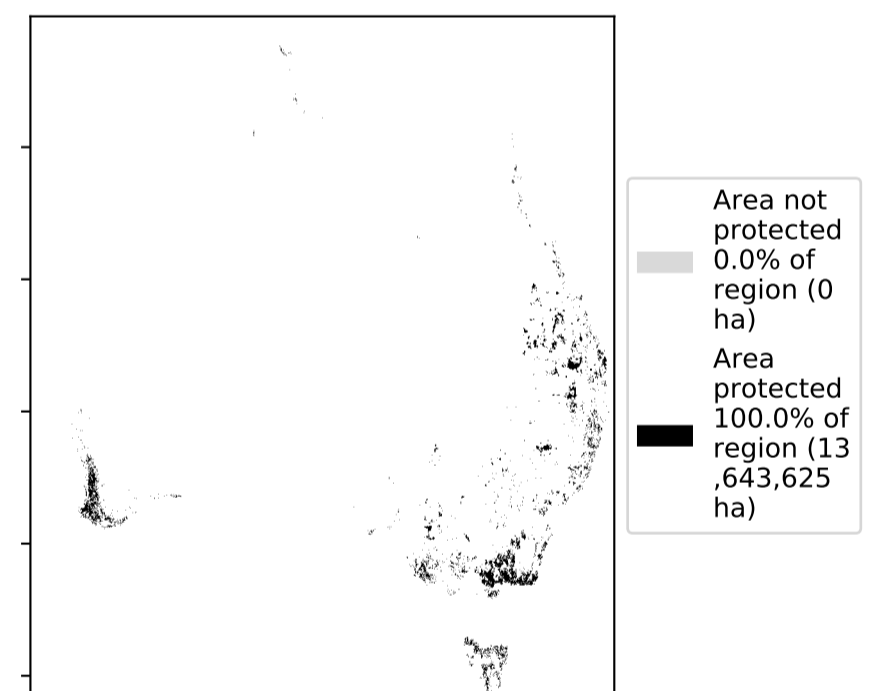 Area not
protected
0.0% of
region (0
ha)
Area
protected
100.0% of
region (13
,643,625
ha)